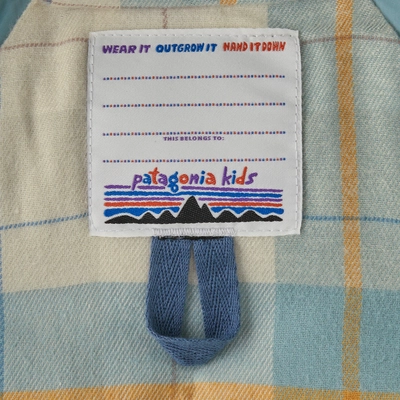 WEAR IT OUTGROW IT HAND IT DOWN
THIS BELONGS TO:
patagonia kids